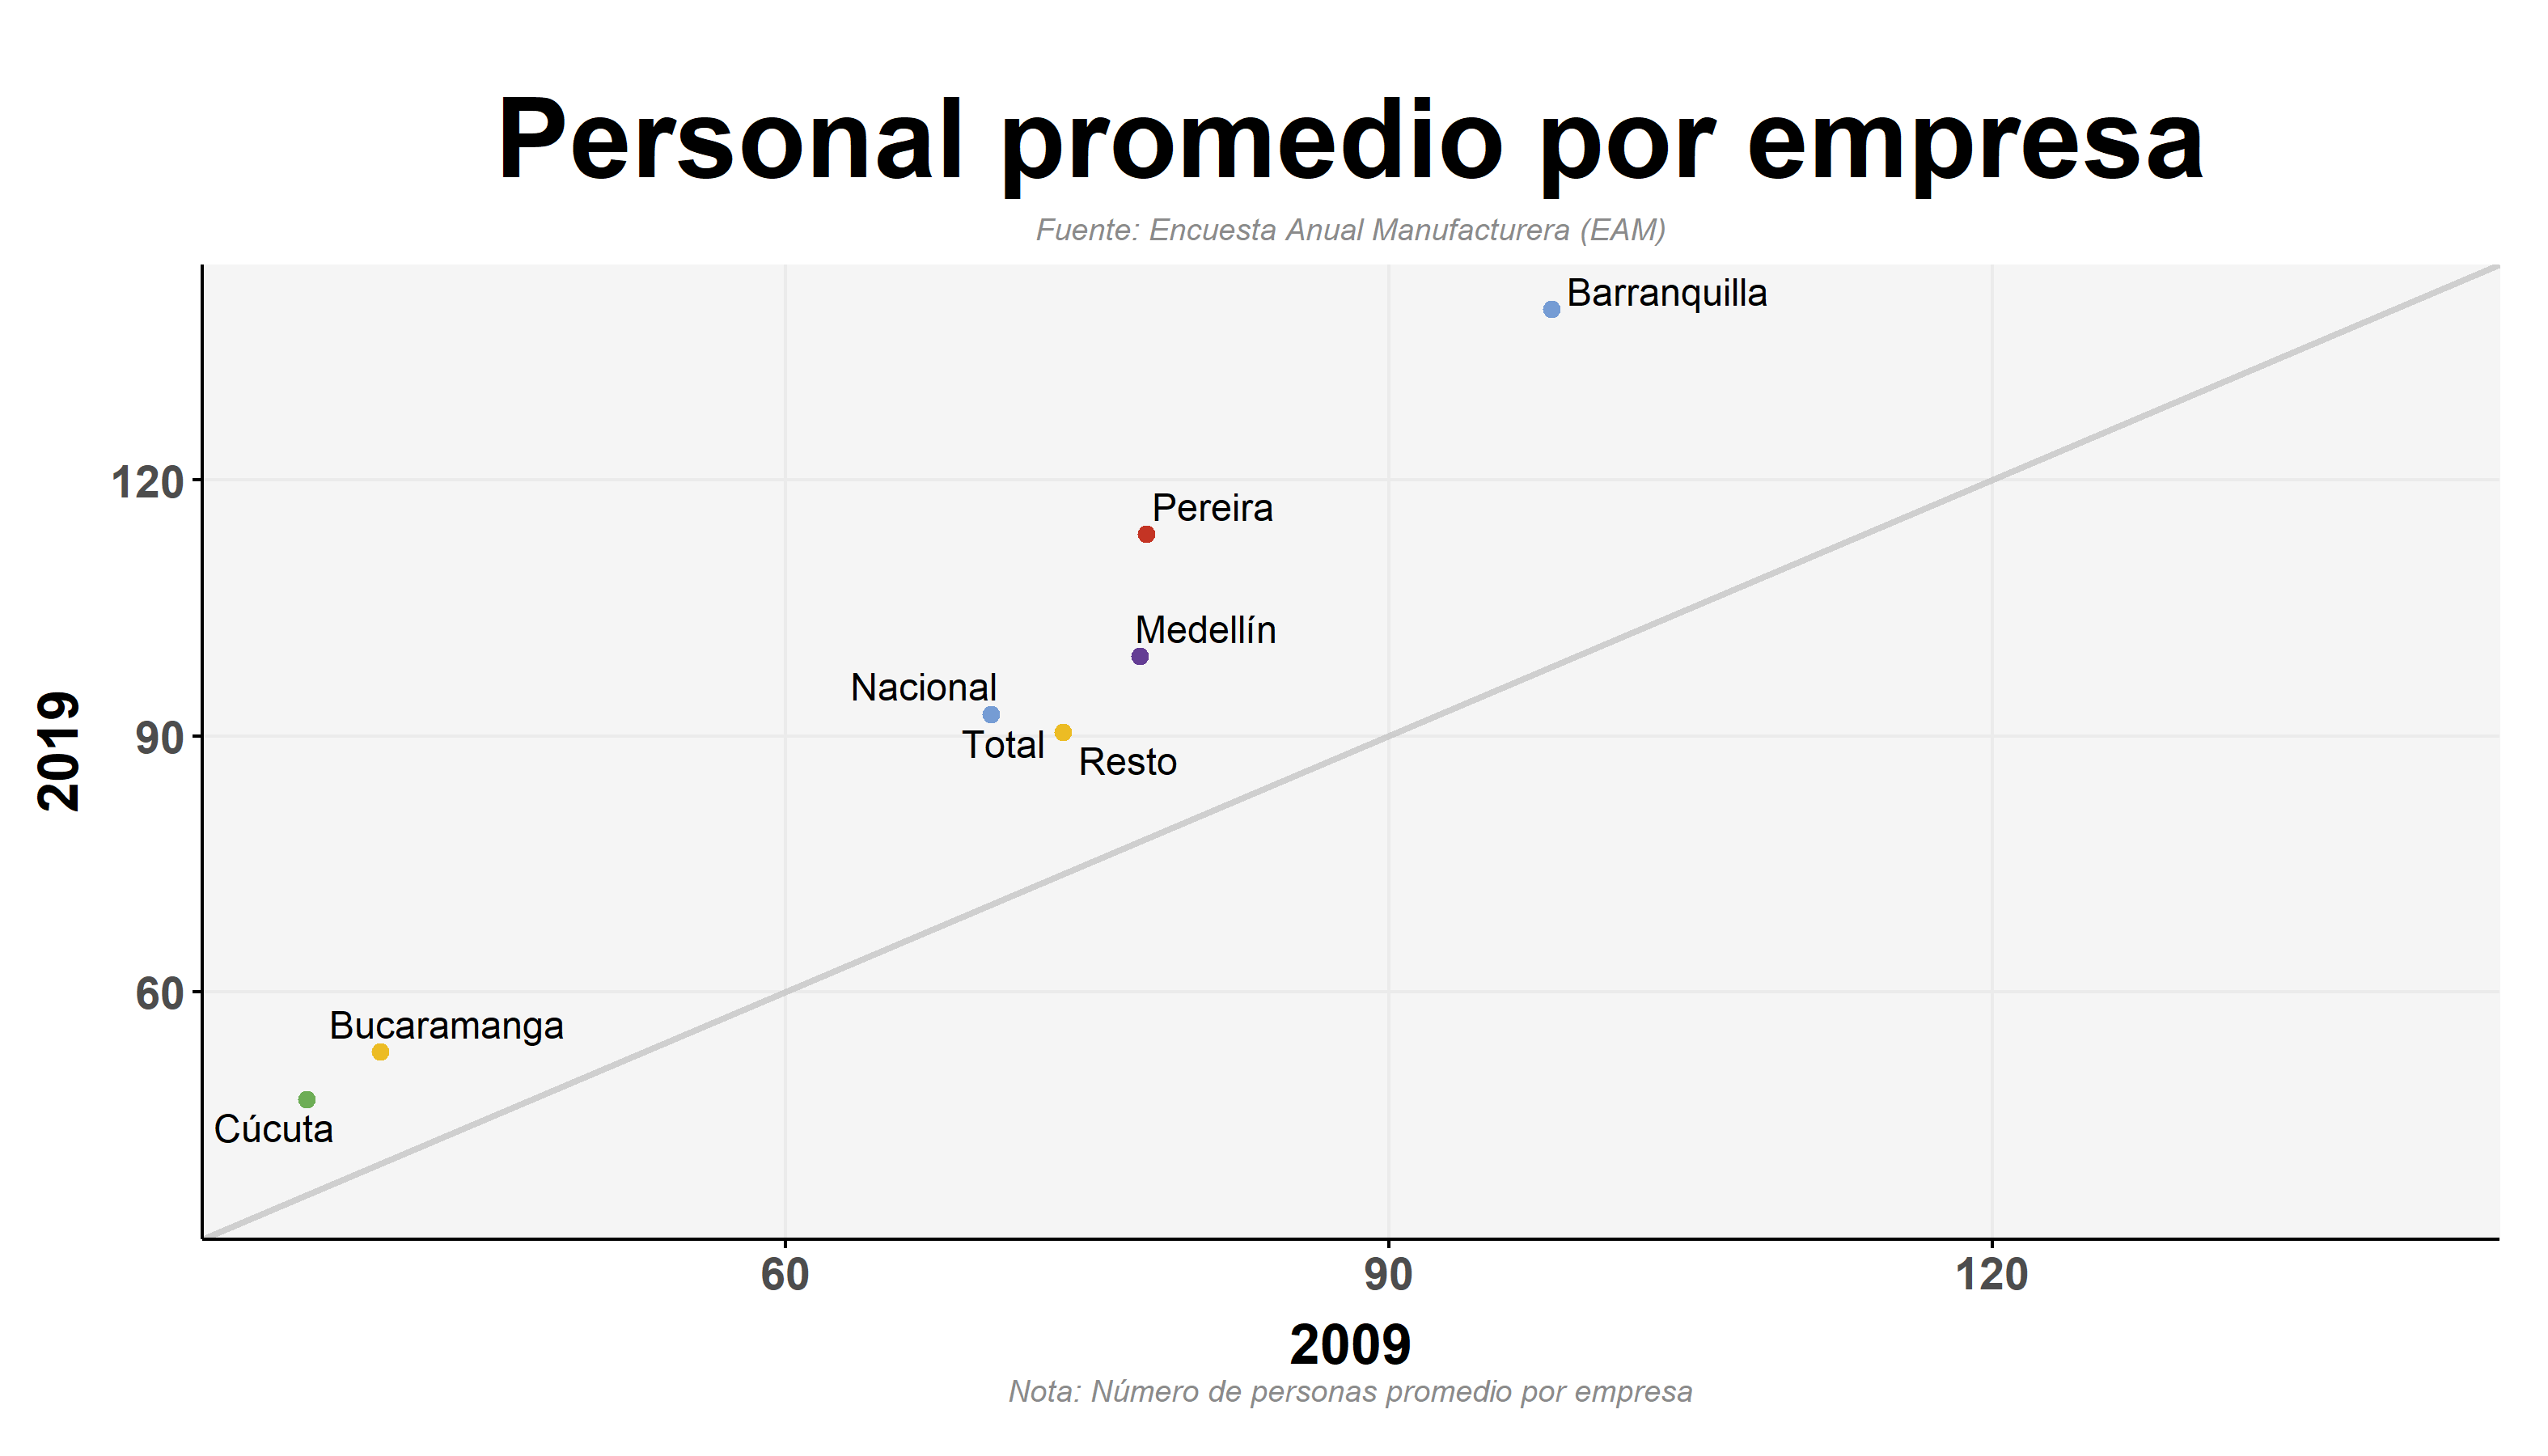 Personal promedio por empresa
Fuente: Encuesta Anual Manufacturera (EAM)
Barranquilla
120
Pereira
Medellín
Nacional
Total
Resto
90
2019
60
Bucaramanga
Cúcuta
60
90
120
2009
Nota: Número de personas promedio por empresa